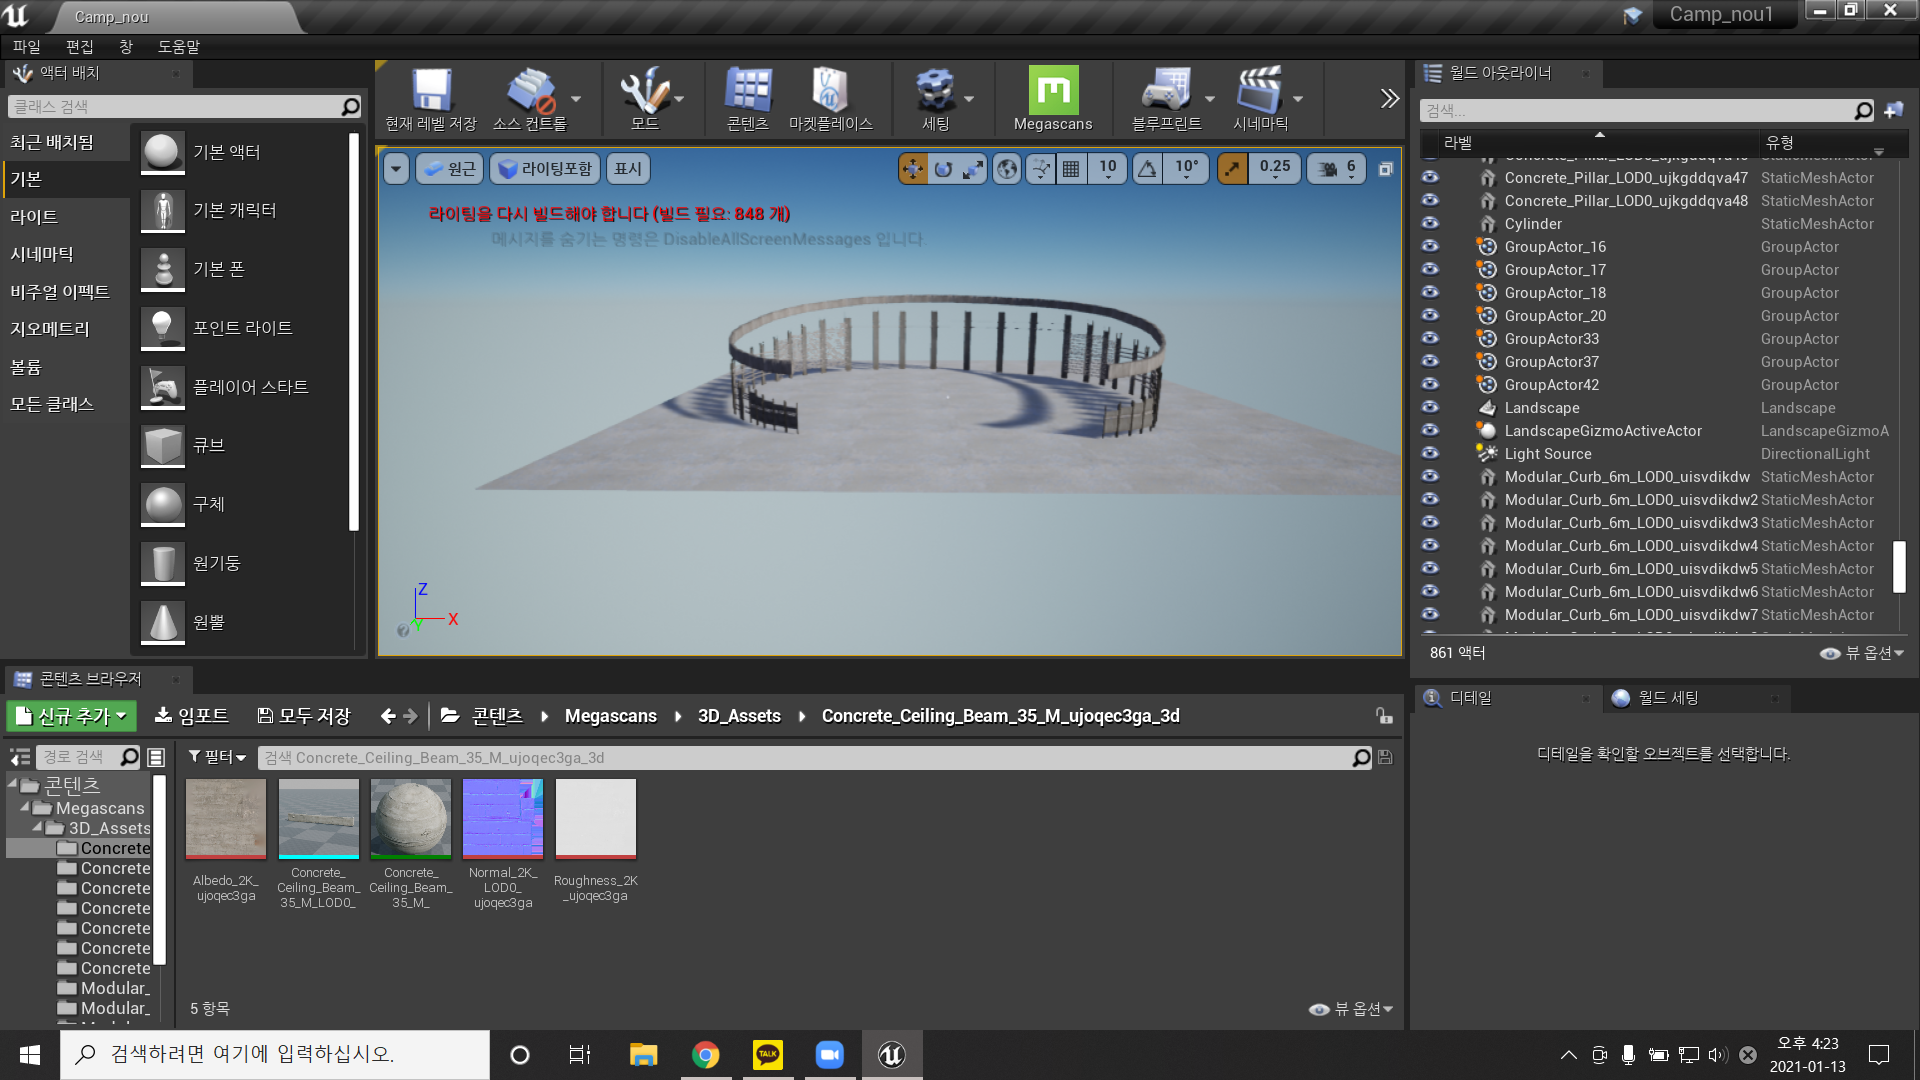 Camp_nou
Camp_nou1
파일
편집
창
도움말
액터 배치
클래스 검색
최근 배치됨
기본
라이트
시네마틱
비주얼 이펙트
지오메트리
볼륨
모든 클래스
기본 액터
기본 캐릭터
기본 폰
포인트 라이트
플레이어 스타트
큐브
구체
원기둥
원뿔
현재 레벨 저장
소스 컨트롤
모드
콘텐츠
마켓플레이스
세팅
Megascans
블루프린트
시네마틱
원근
라이팅포함
표시
10
10°
0.25
6
라이팅을 다시 빌드해야 합니다 (빌드 필요: 848 개)
메시지를 숨기는 명령은 DisableAllScreenMessages 입니다.
Z
X
Y
월드 아웃라이너
검색...
라벨
유형
Concrete_Pillar_LOD0_ujkgddqva47 StaticMeshActor
Concrete_Pillar_LOD0_ujkgddqva48 StaticMeshActor
Cylinder StaticMeshActor
GroupActor_16 GroupActor
GroupActor_17 GroupActor
GroupActor_18 GroupActor
GroupActor_20 GroupActor
GroupActor33 GroupActor
GroupActor37 GroupActor
GroupActor42 GroupActor
Landscape Landscape
LandscapeGizmoActiveActor LandscapeGizmoA
Light Source DirectionalLight
Modular_Curb_6m_LOD0_uisvdikdw StaticMeshActor
Modular_Curb_6m_LOD0_uisvdikdw2 StaticMeshActor
Modular_Curb_6m_LOD0_uisvdikdw3 StaticMeshActor
Modular_Curb_6m_LOD0_uisvdikdw4 StaticMeshActor
Modular_Curb_6m_LOD0_uisvdikdw5 StaticMeshActor
Modular_Curb_6m_LOD0_uisvdikdw6 StaticMeshActor
Modular_Curb_6m_LOD0_uisvdikdw7 StaticMeshActor
861 액터
뷰 옵션
디테일
월드 세팅
디테일을 확인할 오브젝트를 선택합니다.
콘텐츠 브라우저
신규 추가
임포트
모두 저장
콘텐츠
Megascans
3D_Assets
Concrete_Ceiling_Beam_35_M_ujoqec3ga_3d
경로 검색
필터
검색 Concrete_Ceiling_Beam_35_M_ujoqec3ga_3d
콘텐츠
Megascans
3D_Assets
Concrete
Concrete
Concrete
Concrete
Concrete
Concrete
Concrete
Modular_
Modular_
Albedo_2K_
ujoqec3ga
Concrete_
Ceiling_Beam_
35_M_LOD0_
Concrete_
Ceiling_Beam_
35_M_
Normal_2K_
LOD0_
ujoqec3ga
Roughness_2K
_ujoqec3ga
5 항목
뷰 옵션
검색하려면 여기에 입력하십시오.
TALK
오후 4:23
2021-01-13